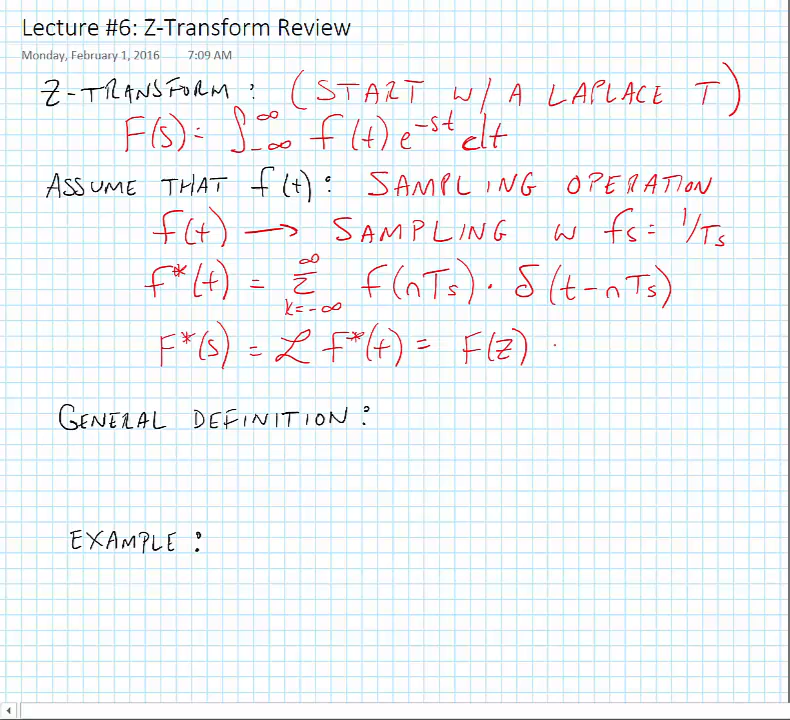 Lecture #6: Z-Transform Review
Monday, February 1, 2016 7:09 AM
Z-TRANSFORM: (START W/ A LAPLACE T)
F(s) = ∫_{-∞}^{∞} f(t) e^{-st} dt
ASSUME THAT f(t): SAMPLING OPERATION
f(t) → SAMPLING w fs = 1/Ts
f*(t) = Σ_{k=-∞}^{∞} f(nTs) · δ(t-nTs)
F*(s) = ℒ F*(t) = F(z) ·
GENERAL DEFINITION:
EXAMPLE: